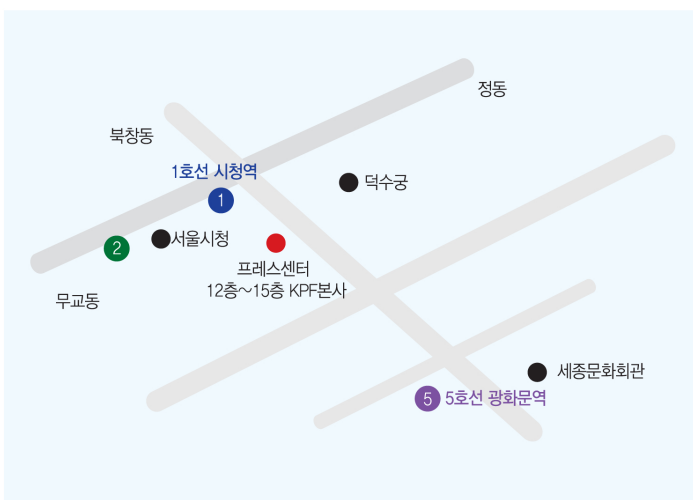 정동
북창동
1호선 시청역
1
덕수궁
2
서울시청
프레스센터
12층~15층 KPF본사
무교동
세종문화회관
5
5호선 광화문역